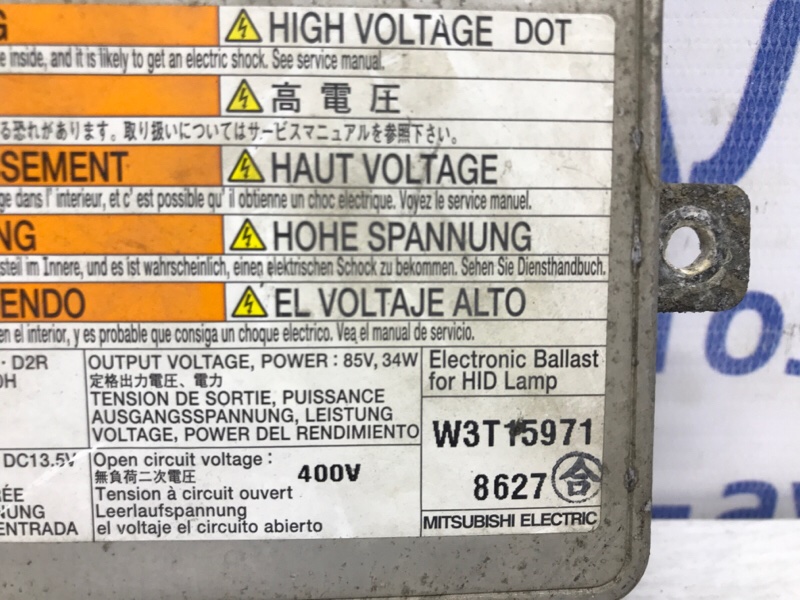 G ⚡ HIGH VOLTAGE DOT
inside, and it is likely to get an electric shock. See service manual.
高電圧
る恐れがあります。取り扱いについてはサービスマニュアルを参照下さい。
SEMENT HAUT VOLTAGE
ge dans l' interieur, et c' est possible qu' il obtienne un choc electrique. Voyez le service manuel.
NG HOHE SPANNUNG
steil im Innere, und es ist wahrscheinlich, einen elektrischen Schock zu bekommen. Sehen Sie Diensthandbuch.
ENDO EL VOLTAJE ALTO
en el interior, y es probable que consiga un choque electrico. Vea el manual de servicio.
· D2R
0H
OUTPUT VOLTAGE, POWER : 85V, 34W
定格出力電圧、電力
TENSION DE SORTIE, PUISSANCE
AUSGANGSSPANNUNG, LEISTUNG
VOLTAGE, POWER DEL RENDIMIENTO
Electronic Ballast
for HID Lamp
W3T15971
8627 合
MITSUBISHI ELECTRIC
DC13.5V
RÉE
NUNG
ENTRADA
Open circuit voltage :
無負荷二次電圧 400V
Tension à circuit ouvert
Leerlaufspannung
el voltaje el circuito abierto